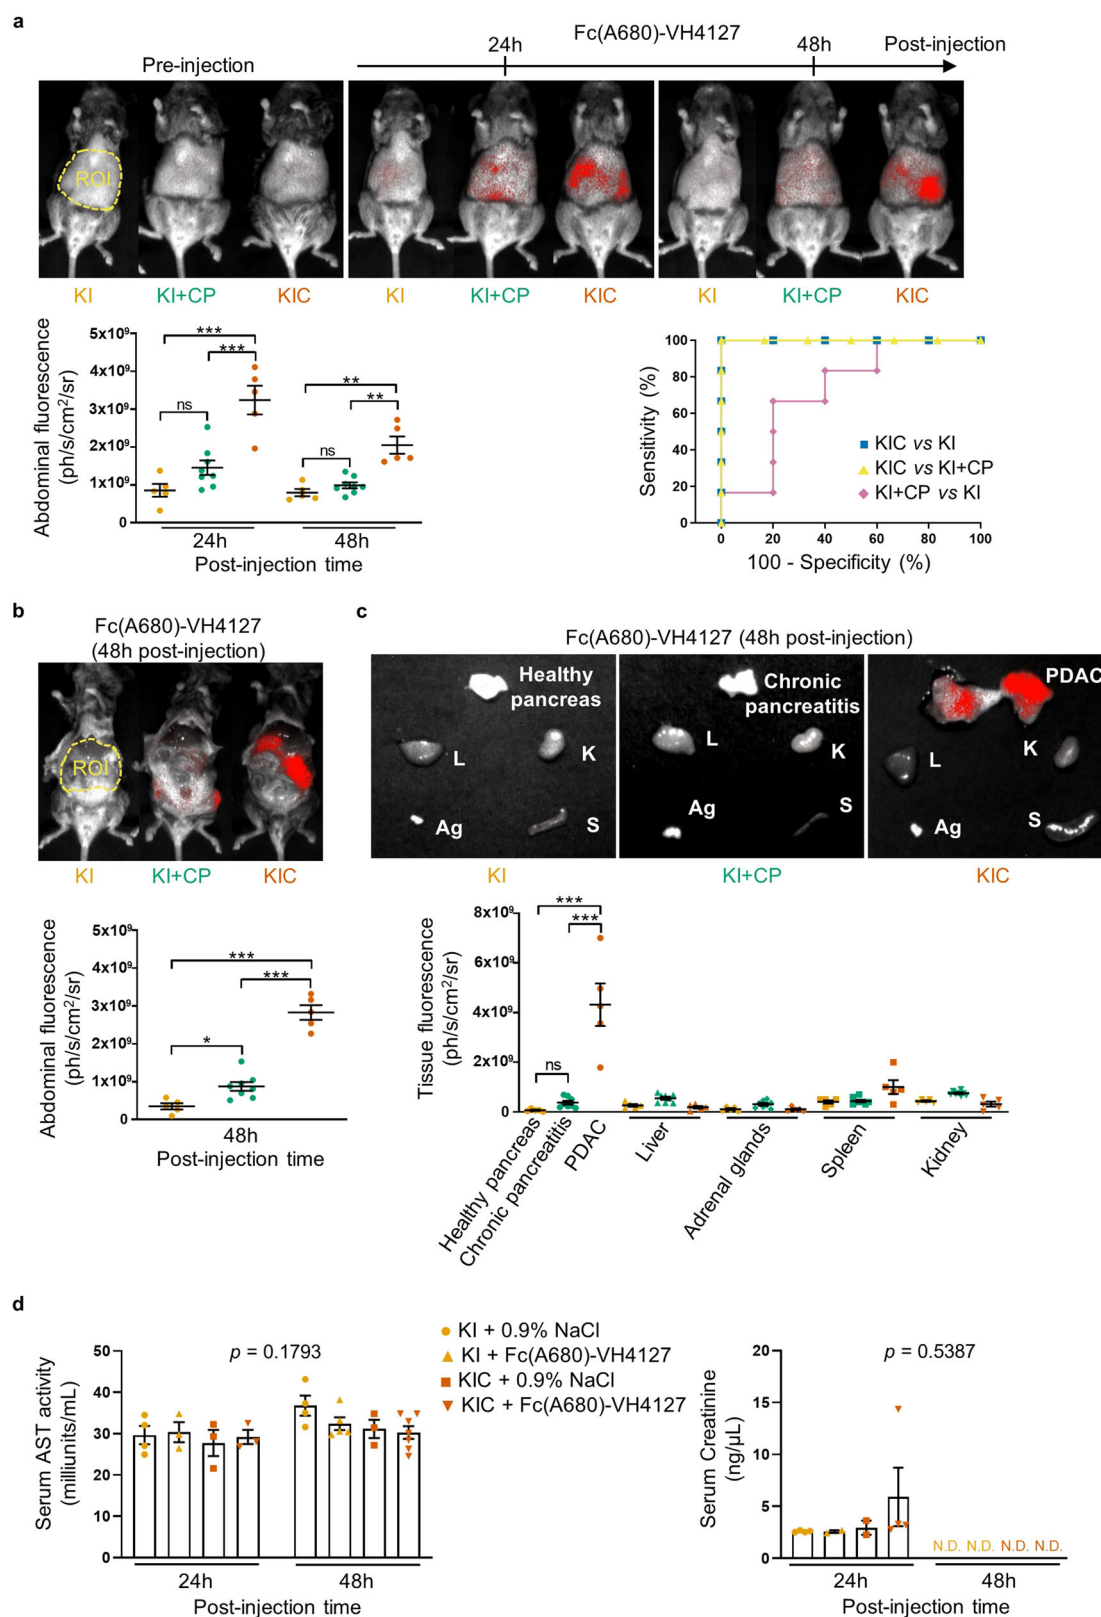 a
Fc(A680)-VH4127
Pre-injection
24h
48h
Post-injection
ROI
KI
KI+CP
KIC
KI
KI+CP
KIC
KI
KI+CP
KIC
Abdominal fluorescence
(ph/s/cm²/sr)
5x10⁹
4x10⁹
3x10⁹
2x10⁹
1x10⁹
0
***
***
ns
**
**
ns
24h
48h
Post-injection time
Sensitivity (%)
100
80
60
40
20
0
KIC vs KI
KIC vs KI+CP
KI+CP vs KI
0 20 40 60 80 100
100 - Specificity (%)
b
Fc(A680)-VH4127
(48h post-injection)
ROI
KI
KI+CP
KIC
Abdominal fluorescence
(ph/s/cm²/sr)
5x10⁹
4x10⁹
3x10⁹
2x10⁹
1x10⁹
0
***
***
*
48h
Post-injection time
c
Fc(A680)-VH4127 (48h post-injection)
Healthy
pancreas
L
K
Ag
S
Chronic
pancreatitis
L
K
Ag
S
PDAC
L
K
Ag
S
KI
KI+CP
KIC
Tissue fluorescence
(ph/s/cm²/sr)
8x10⁹
6x10⁹
4x10⁹
2x10⁹
0
***
***
ns
Healthy pancreas
Chronic pancreatitis
PDAC
Liver
Adrenal glands
Spleen
Kidney
d
Serum AST activity
(milliunits/mL)
50
40
30
20
10
0
p = 0.1793
24h
48h
Post-injection time
KI + 0.9% NaCl
KI + Fc(A680)-VH4127
KIC + 0.9% NaCl
KIC + Fc(A680)-VH4127
Serum Creatinine
(ng/μL)
20
15
10
5
0
p = 0.5387
N.D. N.D. N.D. N.D.
24h
48h
Post-injection time